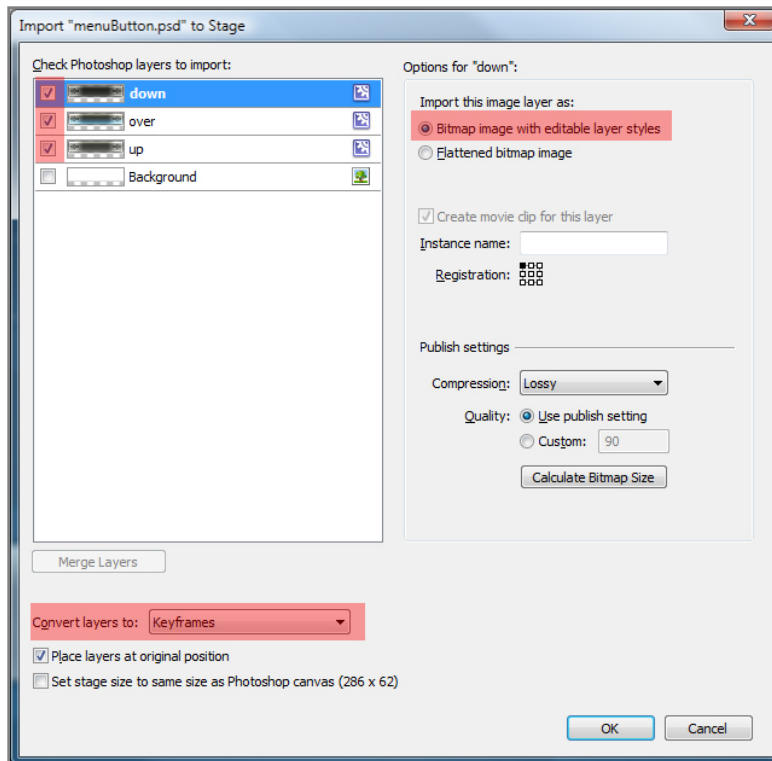 Import "menuButton.psd" to Stage
Check Photoshop layers to import:
down
over
up
Background
Merge Layers
Convert layers to: Keyframes
Place layers at original position
Set stage size to same size as Photoshop canvas (286 x 62)
Options for "down":
Import this image layer as:
Bitmap image with editable layer styles
Flattened bitmap image
Create movie clip for this layer
Instance name:
Registration:
Publish settings
Compression: Lossy
Quality: Use publish setting
Custom: 90
Calculate Bitmap Size
OK Cancel